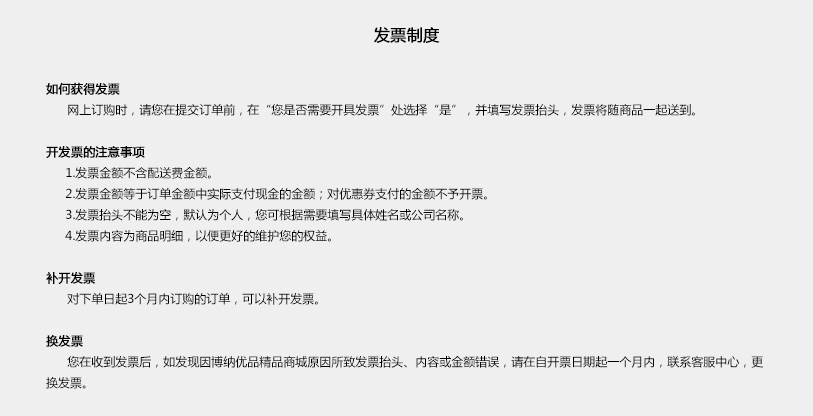 发票制度
如何获得发票
网上订购时，请您在提交订单前，在“您是否需要开具发票”处选择“是”，并填写发票抬头，发票将随商品一起送到。
开发票的注意事项
1.发票金额不含配送费金额。
2.发票金额等于订单金额中实际支付现金的金额；对优惠券支付的金额不予开票。
3.发票抬头不能为空，默认为个人，您可根据需要填写具体姓名或公司名称。
4.发票内容为商品明细，以便更好的维护您的权益。
补开发票
对下单日起3个月内订购的订单，可以补开发票。
换发票
您在收到发票后，如发现因博纳优品精品商城原因所致发票抬头、内容或金额错误，请在自开票日期起一个月内，联系客服中心，更
换发票。